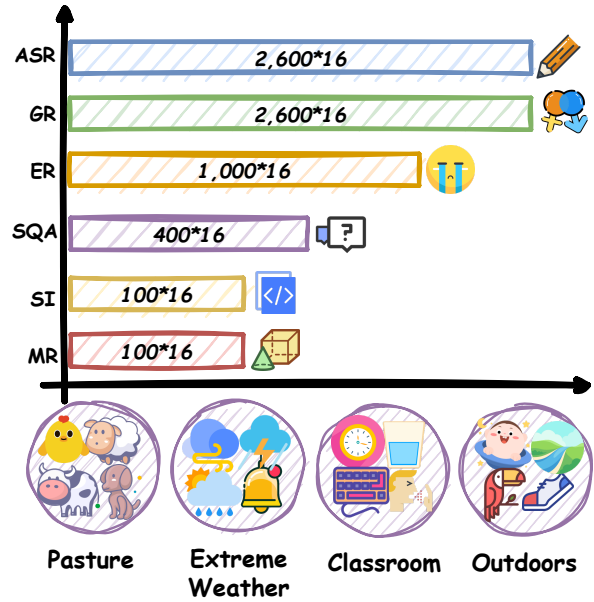 ASR 2,600*16
GR 2,600*16
ER 1,000*16
SQA 400*16
?
SI 100*16
</>
MR 100*16
Pasture
Extreme
Weather
Classroom
Outdoors